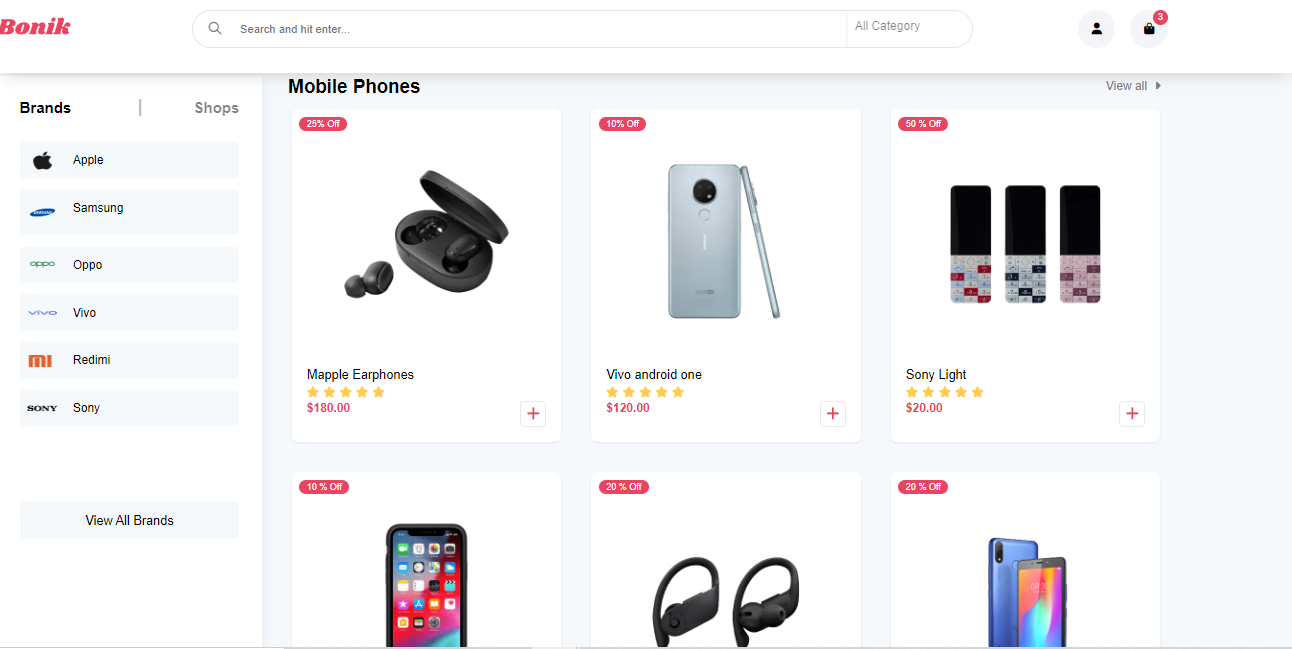 Bonik
Search and hit enter...
All Category
3
Brands | Shops
Apple
SAMSUNG
Samsung
oppo
Oppo
vivo
Vivo
mi
Redimi
SONY
Sony
View All Brands
Mobile Phones
View all
25% Off
Mapple Earphones
$180.00
+
10% Off
NOKIA
Vivo android one
$120.00
+
50 % Off
Sony Light
$20.00
+
10 % Off
20 % Off
20 % Off